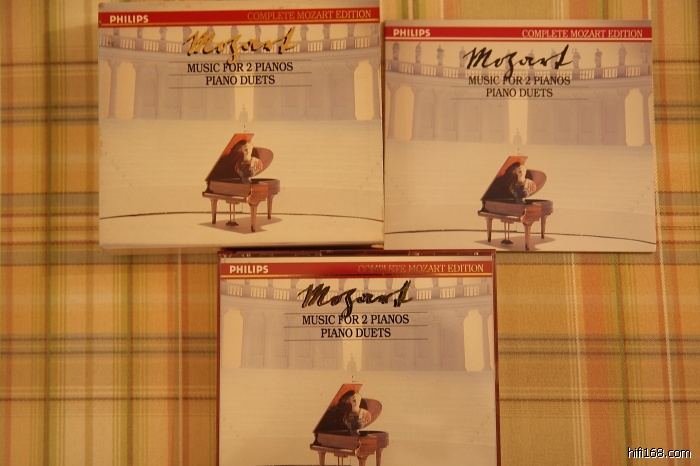 PHILIPS COMPLETE MOZART EDITION
Mozart
MUSIC FOR 2 PIANOS
PIANO DUETS
PHILIPS COMPLETE MOZART EDITION
Mozart
MUSIC FOR 2 PIANOS
PIANO DUETS
PHILIPS COMPLETE MOZART EDITION
Mozart
MUSIC FOR 2 PIANOS
PIANO DUETS
hifi168.com